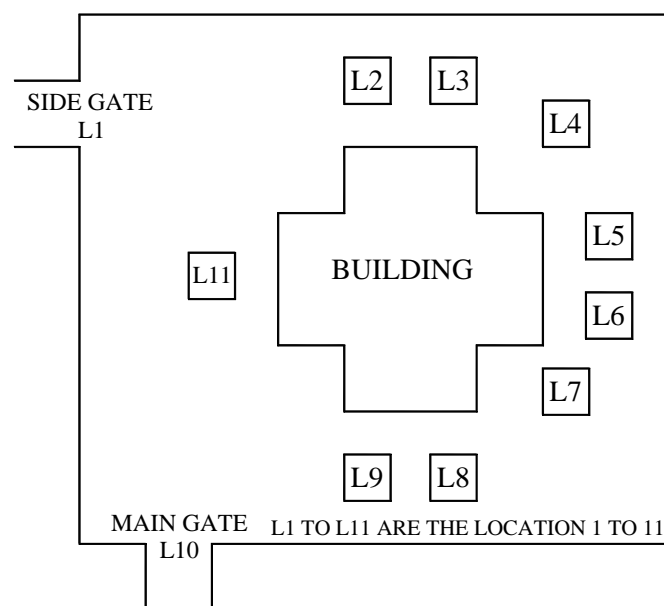 L2
L3
SIDE GATE
L1
L4
L5
L11
BUILDING
L6
L7
L9
L8
MAIN GATE
L10
L1 TO L11 ARE THE LOCATION 1 TO 11